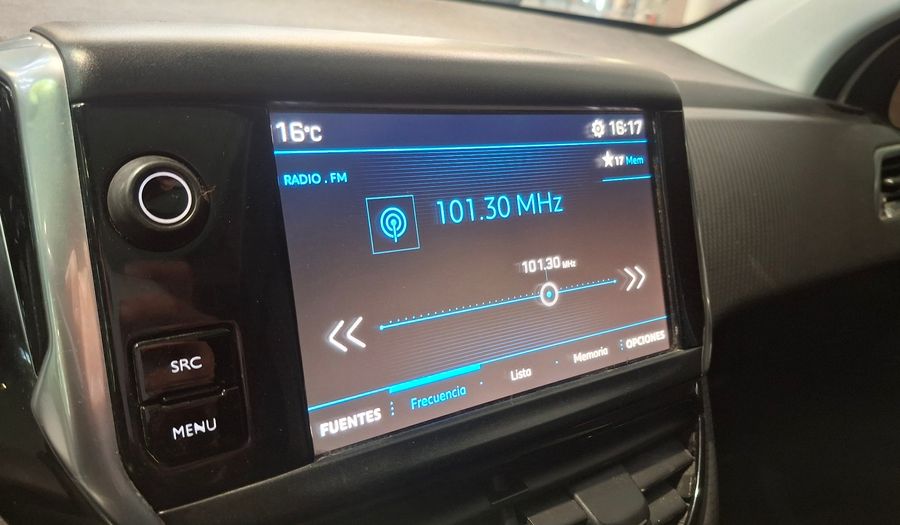 16°C 16:17
RADIO . FM 17 Mem
101.30 MHz
101.30 MHz
SRC
MENU
FUENTES Frecuencia Lista Memoria OPCIONES